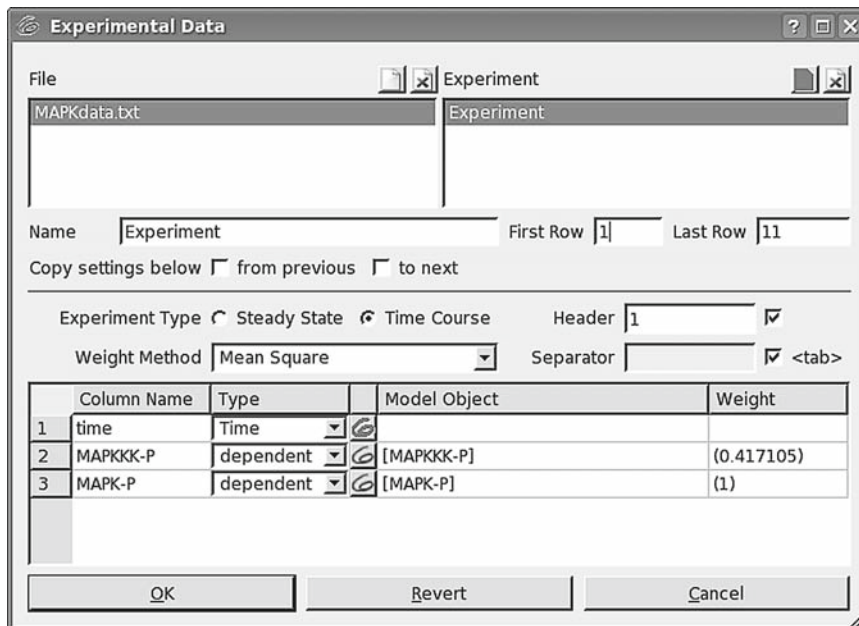 Experimental Data
File
Experiment
MAPKdata.txt
Experiment
Name Experiment First Row 1 Last Row 11
Copy settings below from previous to next
Experiment Type Steady State Time Course Header 1
Weight Method Mean Square Separator <tab>
Column Name Type Model Object Weight
1 time Time
2 MAPKKK-P dependent [MAPKKK-P] (0.417105)
3 MAPK-P dependent [MAPK-P] (1)
OK Revert Cancel